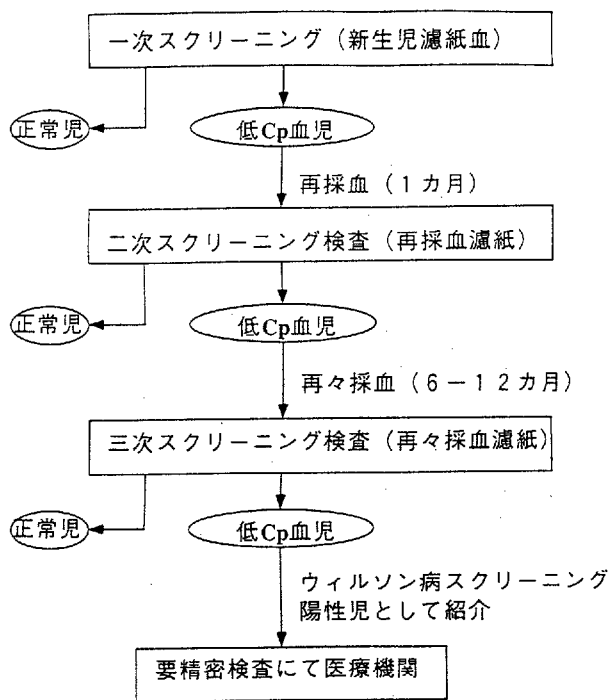 一次スクリーニング（新生児濾紙血）
正常児
低Cp血児
再採血（１カ月）
二次スクリーニング検査（再採血濾紙）
正常児
低Cp血児
再々採血（６－１２カ月）
三次スクリーニング検査（再々採血濾紙）
正常児
低Cp血児
ウィルソン病スクリーニング
陽性児として紹介
要精密検査にて医療機関